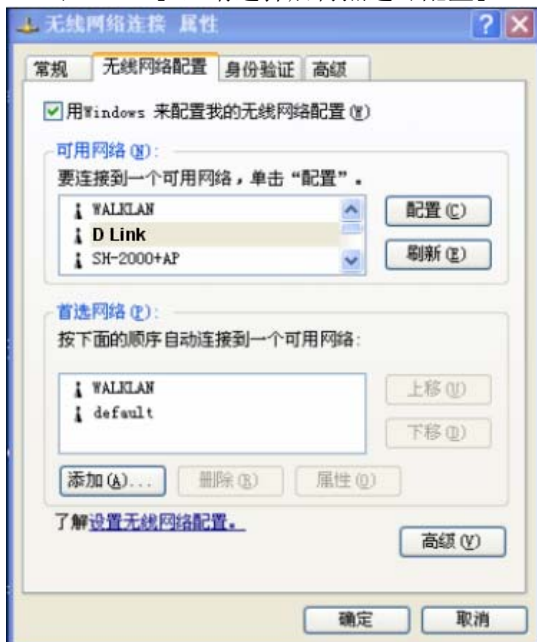 无线网络连接 属性
常规 无线网络配置 身份验证 高级
用Windows 来配置我的无线网络配置(W)
可用网络(N):
要连接到一个可用网络，单击“配置”。
WALKLAN
D Link
SH-2000+AP
配置(C)
刷新(E)
首选网络(P):
按下面的顺序自动连接到一个可用网络:
WALKLAN
default
上移(U)
下移(D)
添加(A)... 删除(R) 属性(O)
了解设置无线网络配置。
高级(V)
确定 取消